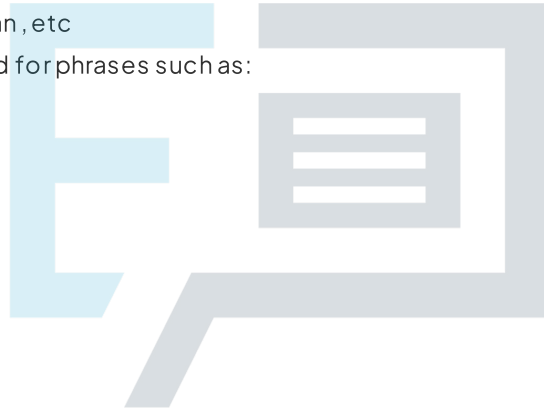 n, etc
for phrases such as: